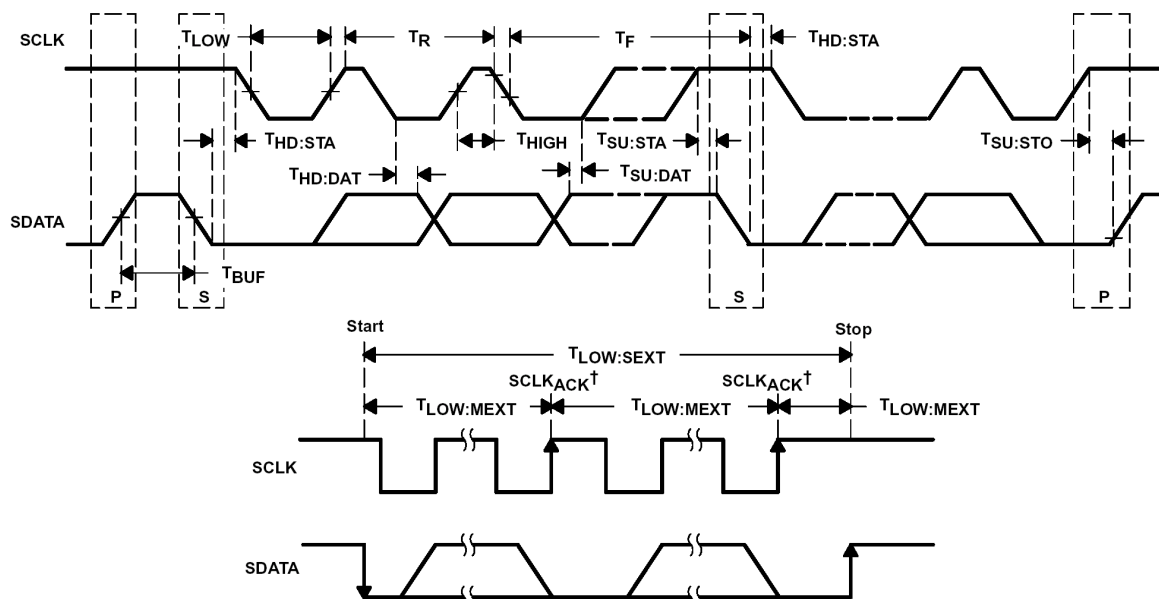 SCLK
TLOW
TR
TF
THD:STA
THD:STA
THIGH
TSU:STA
TSU:STO
THD:DAT
TSU:DAT
SDATA
TBUF
P
S
S
P
Start
Stop
TLOW:SEXT
SCLKACK†
SCLKACK†
TLOW:MEXT
TLOW:MEXT
TLOW:MEXT
SCLK
SDATA